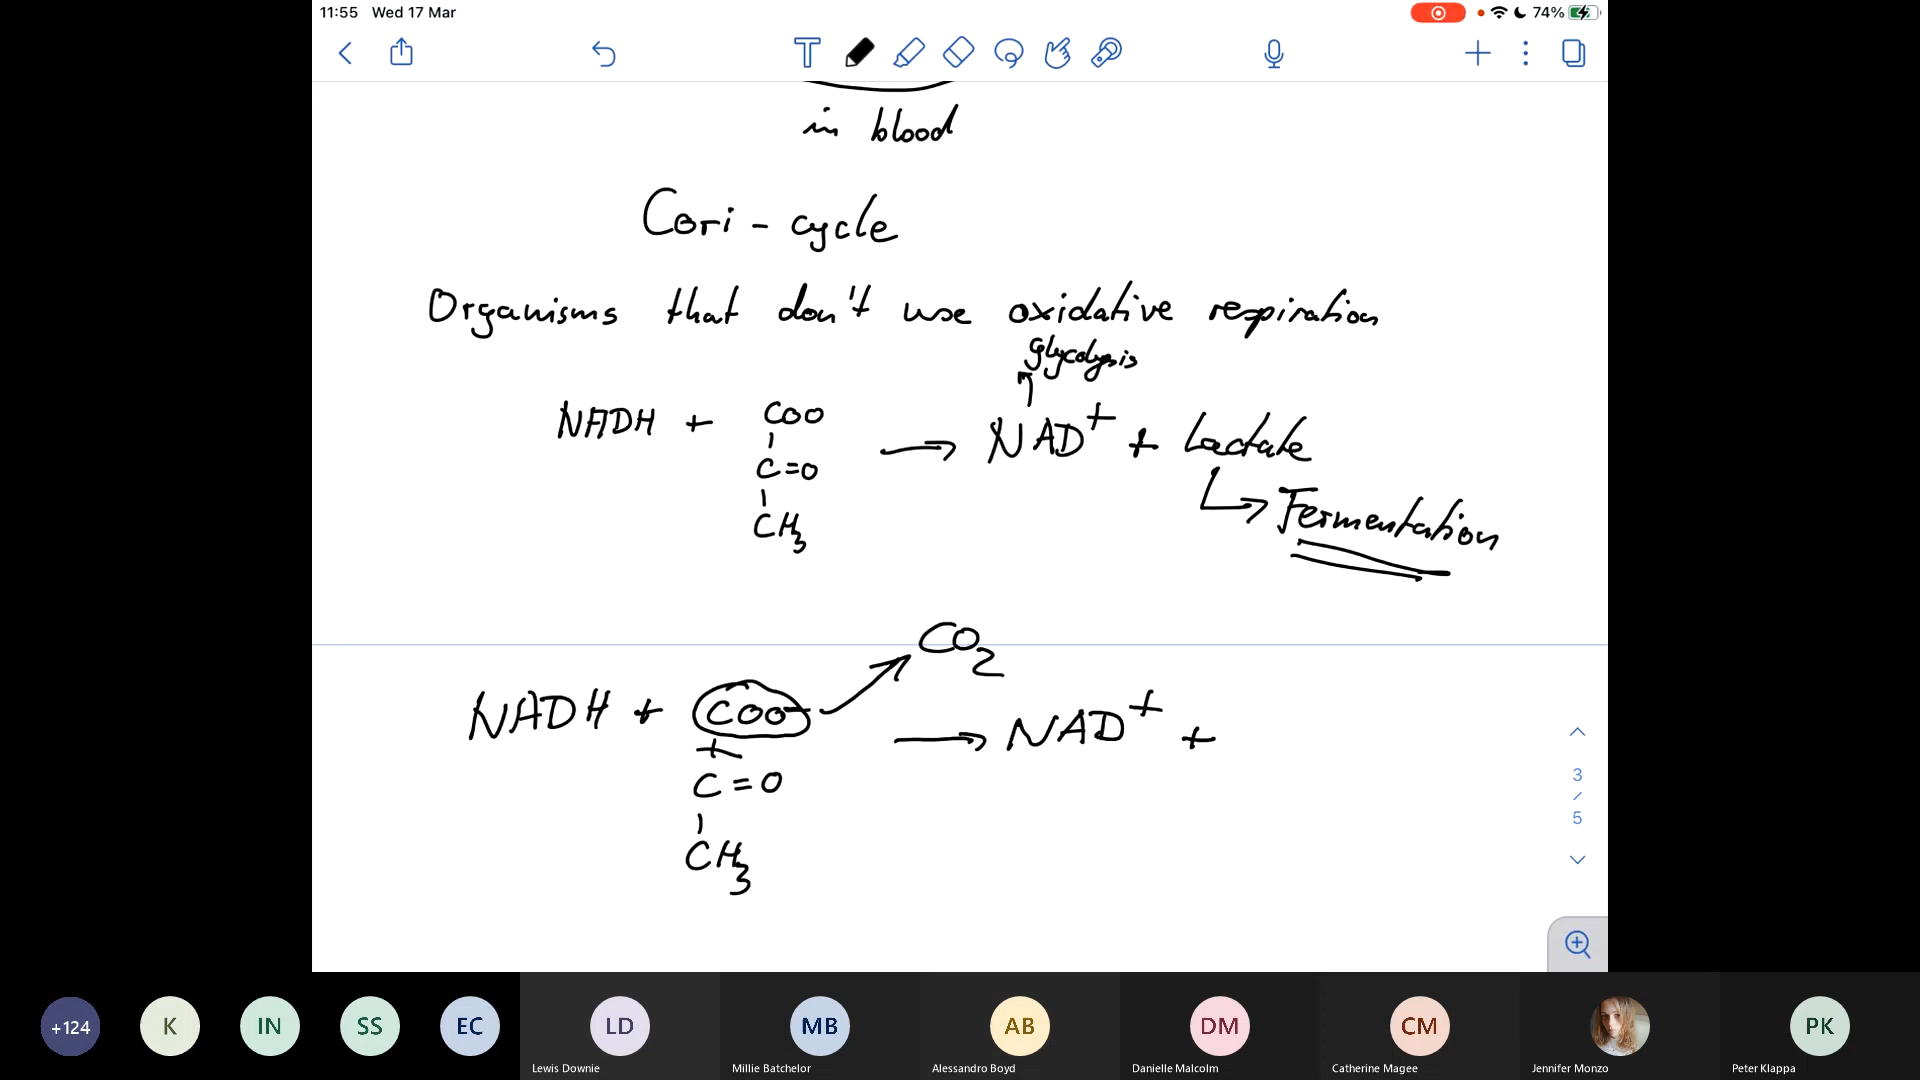 11:55 Wed 17 Mar
74%
T
in blood
Cori - cycle
Organisms that don't use oxidative respiration
glycolysis
NADH + COO → NAD+ + Lactate
C=O
CH3
Fermentation
CO2
NADH + COO- → NAD+ +
C=O
CH3
3
/
5
+124 K IN SS EC LD MB AB DM CM PK
Lewis Downie Millie Batchelor Alessandro Boyd Danielle Malcolm Catherine Magee Jennifer Monzo Peter Klappa